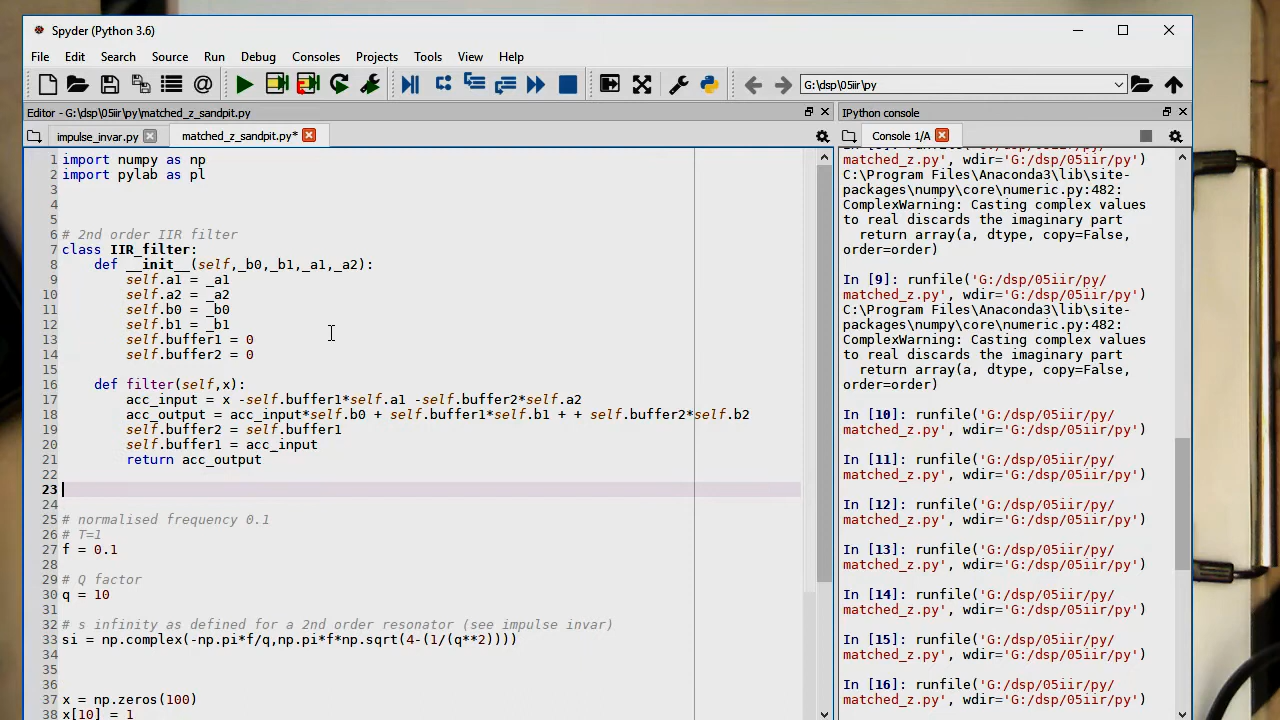 Spyder (Python 3.6)
File Edit Search Source Run Debug Consoles Projects Tools View Help
G:\dsp\05iir\py
Editor - G:\dsp\05iir\py\matched_z_sandpit.py
impulse_invar.py
matched_z_sandpit.py*
1 import numpy as np
2 import pylab as pl
3
4
5
6 # 2nd order IIR filter
7 class IIR_filter:
8 def __init__(self,_b0,_b1,_a1,_a2):
9 self.a1 = _a1
10 self.a2 = _a2
11 self.b0 = _b0
12 self.b1 = _b1
13 self.buffer1 = 0
14 self.buffer2 = 0
15
16 def filter(self,x):
17 acc_input = x -self.buffer1*self.a1 -self.buffer2*self.a2
18 acc_output = acc_input*self.b0 + self.buffer1*self.b1 + + self.buffer2*self.b2
19 self.buffer2 = self.buffer1
20 self.buffer1 = acc_input
21 return acc_output
22
23
24
25 # normalised frequency 0.1
26 # T=1
27 f = 0.1
28
29 # Q factor
30 q = 10
31
32 # s infinity as defined for a 2nd order resonator (see impulse invar)
33 si = np.complex(-np.pi*f/q,np.pi*f*np.sqrt(4-(1/(q**2))))
34
35
36
37 x = np.zeros(100)
38 x[10] = 1
IPython console
Console 1/A
matched_z.py', wdir='G:/dsp/05iir/py')
C:\Program Files\Anaconda3\lib\site-
packages\numpy\core\numeric.py:482:
ComplexWarning: Casting complex values
to real discards the imaginary part
return array(a, dtype, copy=False,
order=order)
In [9]: runfile('G:/dsp/05iir/py/
matched_z.py', wdir='G:/dsp/05iir/py')
C:\Program Files\Anaconda3\lib\site-
packages\numpy\core\numeric.py:482:
ComplexWarning: Casting complex values
to real discards the imaginary part
return array(a, dtype, copy=False,
order=order)
In [10]: runfile('G:/dsp/05iir/py/
matched_z.py', wdir='G:/dsp/05iir/py')
In [11]: runfile('G:/dsp/05iir/py/
matched_z.py', wdir='G:/dsp/05iir/py')
In [12]: runfile('G:/dsp/05iir/py/
matched_z.py', wdir='G:/dsp/05iir/py')
In [13]: runfile('G:/dsp/05iir/py/
matched_z.py', wdir='G:/dsp/05iir/py')
In [14]: runfile('G:/dsp/05iir/py/
matched_z.py', wdir='G:/dsp/05iir/py')
In [15]: runfile('G:/dsp/05iir/py/
matched_z.py', wdir='G:/dsp/05iir/py')
In [16]: runfile('G:/dsp/05iir/py/
matched_z.py', wdir='G:/dsp/05iir/py')